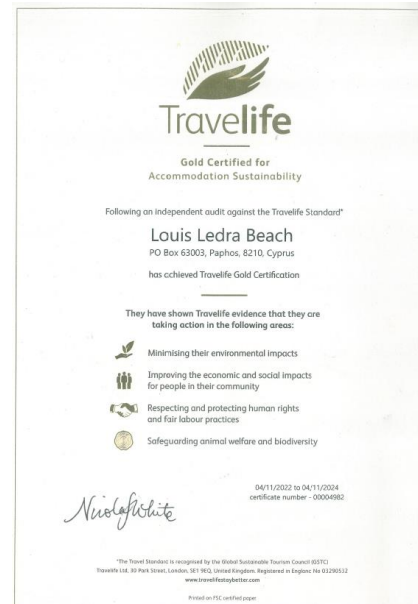 Travelife
Gold Certified for
Accommodation Sustainability
Following an independent audit against the Travelife Standard*
Louis Ledra Beach
PO Box 63003, Paphos, 8210, Cyprus
has achieved Travelife Gold Certification
They have shown Travelife evidence that they are
taking action in the following areas:
Minimising their environmental impacts
Improving the economic and social impacts
for people in their community
Respecting and protecting human rights
and fair labour practices
Safeguarding animal welfare and biodiversity
04/11/2022 to 04/11/2024
certificate number - 00004982
Nicola White
*The Travel Standard is recognised by the Global Sustainable Tourism Council (GSTC)
Travelife Ltd, 30 Park Street, London, SE1 9EQ, United Kingdom. Registered in England No 03290532
www.travelifestaybetter.com
Printed on FSC certified paper